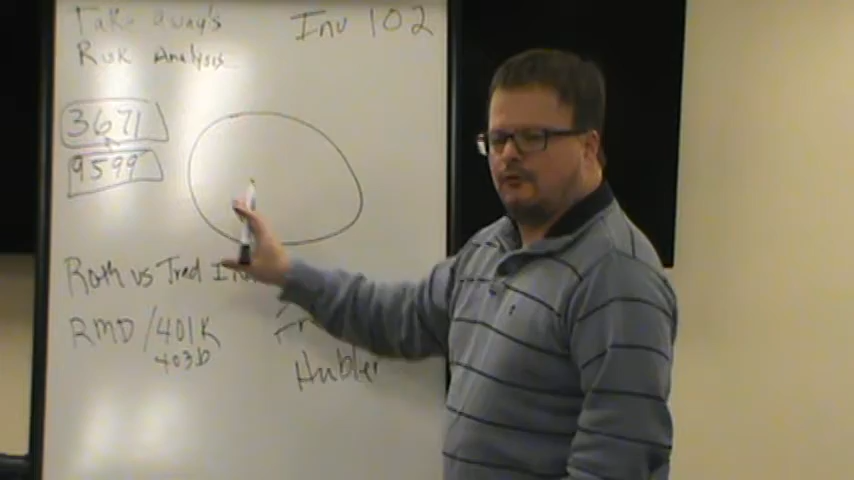 Take away's
Risk Analysis
Inv 102
3671
9599
Roth vs Trad
RMD / 401K
403b
Hubler